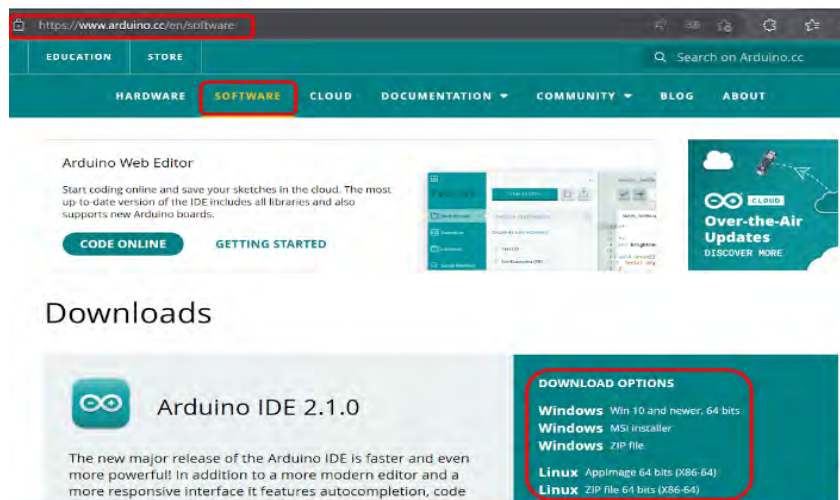 https://www.arduino.cc/en/software
EDUCATION STORE
Search on Arduino.cc
HARDWARE SOFTWARE CLOUD DOCUMENTATION COMMUNITY BLOG ABOUT
Arduino Web Editor
Start coding online and save your sketches in the cloud. The most
up-to-date version of the IDE includes all libraries and also
supports new Arduino boards.
CODE ONLINE GETTING STARTED
CLOUD
Over-the-Air
Updates
DISCOVER MORE
Downloads
Arduino IDE 2.1.0
The new major release of the Arduino IDE is faster and even
more powerful! In addition to a more modern editor and a
more responsive interface it features autocompletion, code
DOWNLOAD OPTIONS
Windows Win 10 and newer, 64 bits
Windows MSI installer
Windows ZIP file
Linux AppImage 64 bits (X86-64)
Linux ZIP file 64 bits (X86-64)